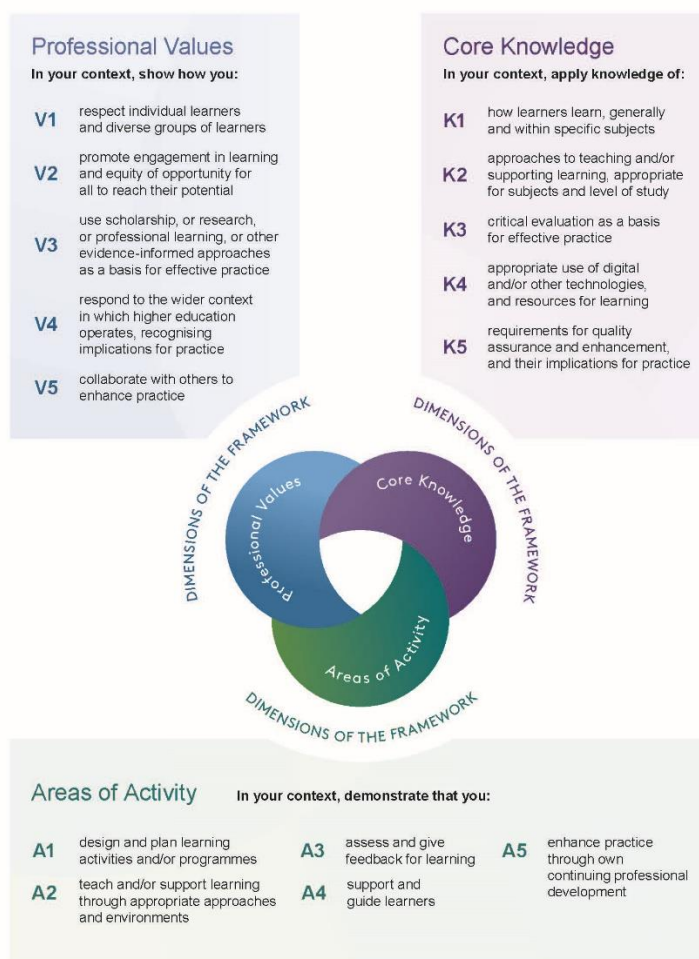 Professional Values
In your context, show how you:
V1 respect individual learners
and diverse groups of learners
V2 promote engagement in learning
and equity of opportunity for
all to reach their potential
V3 use scholarship, or research,
or professional learning, or other
evidence-informed approaches
as a basis for effective practice
V4 respond to the wider context
in which higher education
operates, recognising
implications for practice
V5 collaborate with others to
enhance practice
Core Knowledge
In your context, apply knowledge of:
K1 how learners learn, generally
and within specific subjects
K2 approaches to teaching and/or
supporting learning, appropriate
for subjects and level of study
K3 critical evaluation as a basis
for effective practice
K4 appropriate use of digital
and/or other technologies,
and resources for learning
K5 requirements for quality
assurance and enhancement,
and their implications for practice
DIMENSIONS OF THE FRAMEWORK
Professional Values
DIMENSIONS OF THE FRAMEWORK
Core Knowledge
Areas of Activity
DIMENSIONS OF THE FRAMEWORK
Areas of Activity
In your context, demonstrate that you:
A1 design and plan learning
activities and/or programmes
A2 teach and/or support learning
through appropriate approaches
and environments
A3 assess and give
feedback for learning
A4 support and
guide learners
A5 enhance practice
through own
continuing professional
development